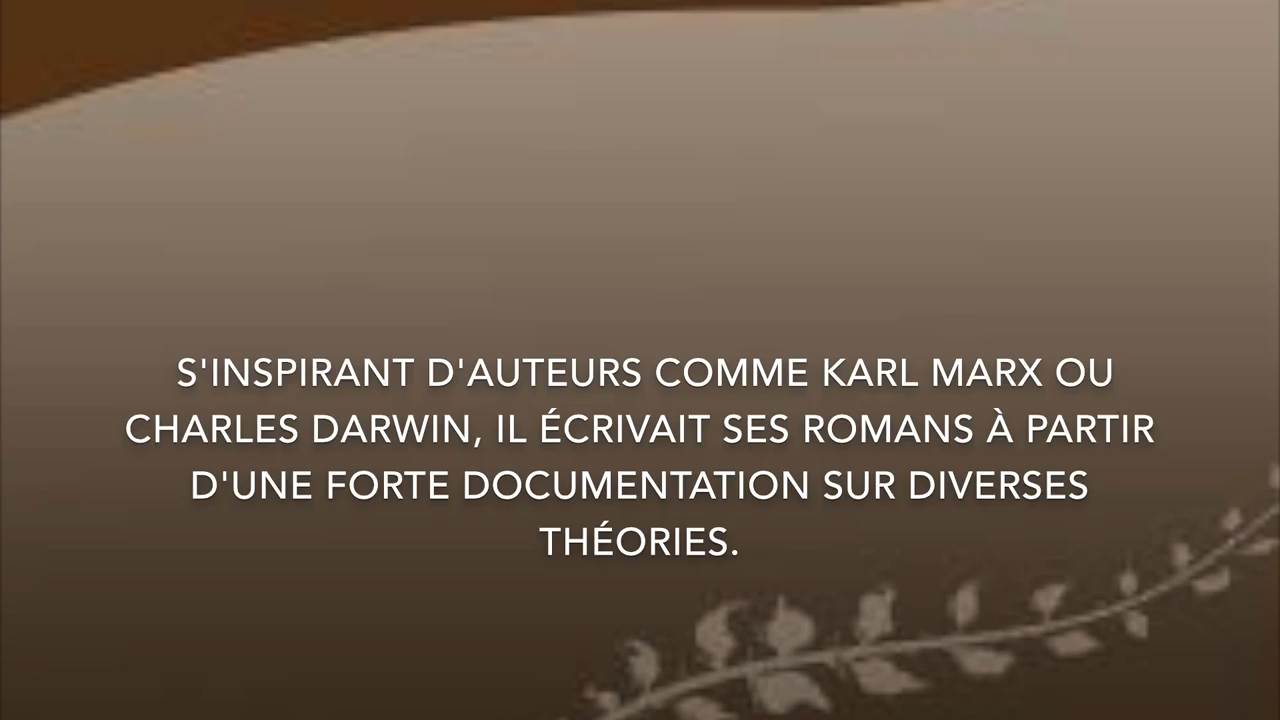 S'INSPIRANT D'AUTEURS COMME KARL MARX OU
CHARLES DARWIN, IL ÉCRIVAIT SES ROMANS À PARTIR
D'UNE FORTE DOCUMENTATION SUR DIVERSES
THÉORIES.